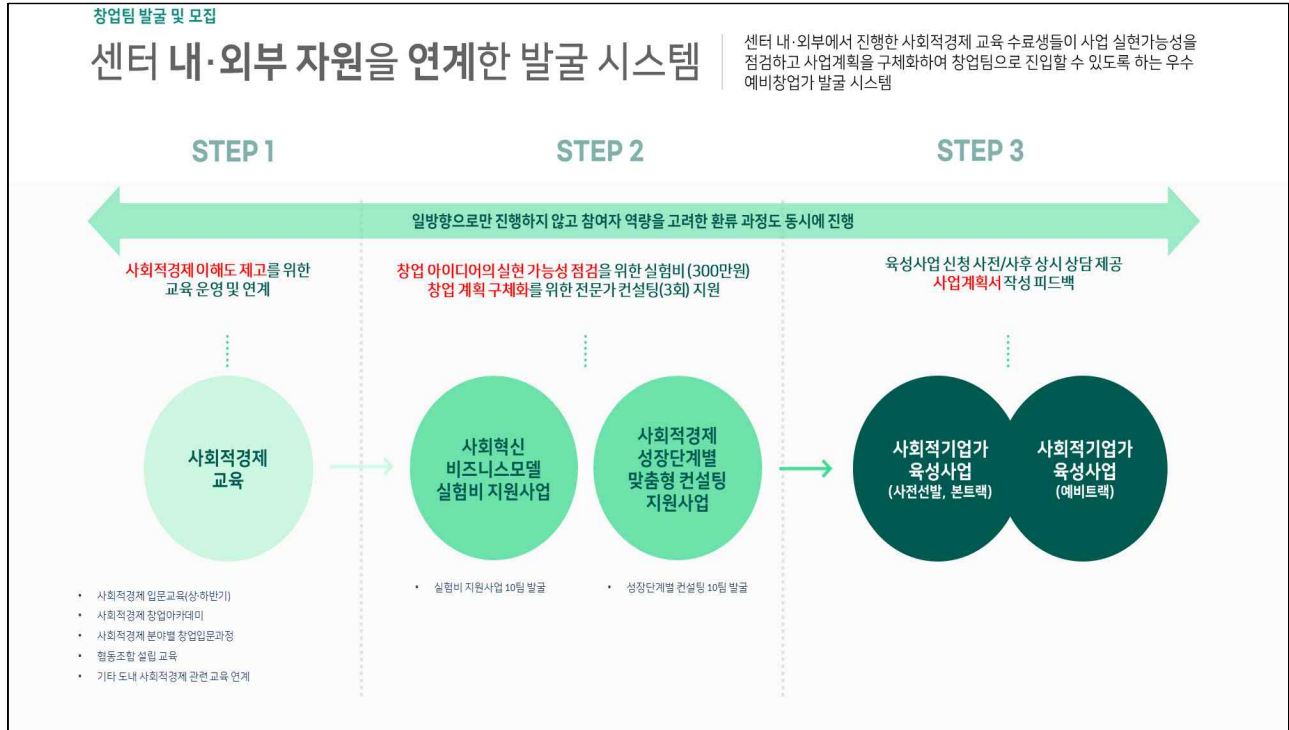 창업팀 발굴 및 모집
센터 내·외부 자원을 연계한 발굴 시스템
센터 내·외부에서 진행한 사회적경제 교육 수료생들이 사업 실현가능성을
점검하고 사업계획을 구체화하여 창업팀으로 진입할 수 있도록 하는 우수
예비창업가 발굴 시스템
STEP 1
STEP 2
STEP 3
일방향으로만 진행하지 않고 참여자 역량을 고려한 환류 과정도 동시에 진행
사회적경제 이해도 제고를 위한
교육 운영 및 연계
창업 아이디어의 실현 가능성 점검을 위한 실험비 (300만원)
창업 계획 구체화를 위한 전문가 컨설팅(3회) 지원
육성사업 신청 사전/사후 상시 상담 제공
사업계획서 작성 피드백
사회적경제
교육
사회혁신
비즈니스모델
실험비 지원사업
사회적경제
성장단계별
맞춤형 컨설팅
지원사업
사회적기업가
육성사업
(사전선발, 본트랙)
사회적기업가
육성사업
(예비트랙)
• 사회적경제 입문교육(상·하반기)
• 사회적경제 창업아카데미
• 사회적경제 분야별 창업입문과정
• 협동조합 설립 교육
• 기타 도내 사회적경제 관련 교육 연계
• 실험비 지원사업 10팀 발굴
• 성장단계별 컨설팅 10팀 발굴